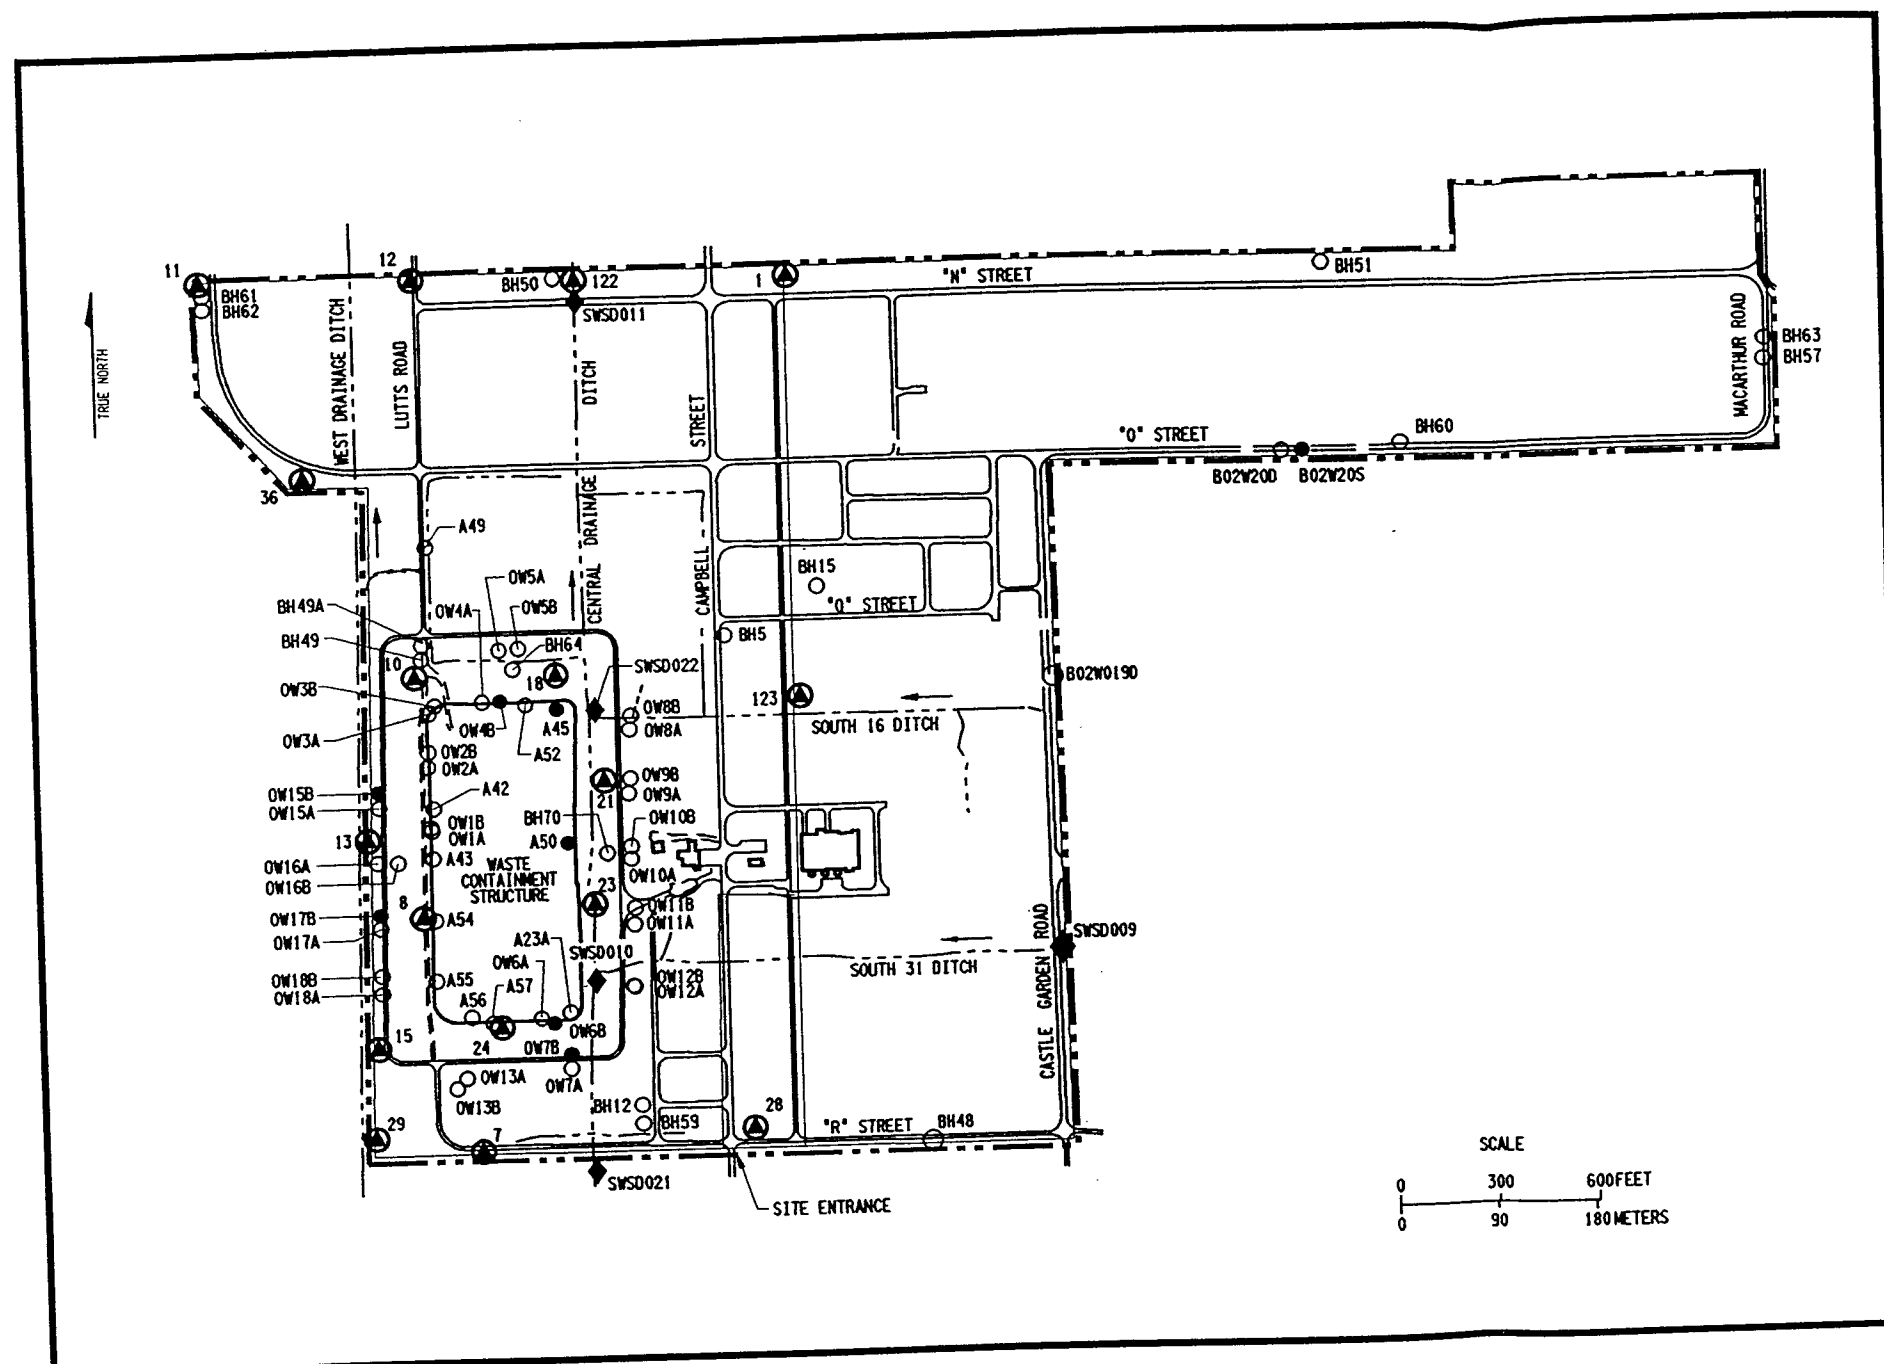 11
12
BH50
122
1
"N" STREET
BH51
BH61
BH62
SWSD011
TRUE NORTH
WEST DRAINAGE DITCH
LUTTS ROAD
CENTRAL DRAINAGE DITCH
CAMPBELL STREET
MACARTHUR ROAD
BH63
BH57
"O" STREET
BH60
B02W20D
B02W20S
36
A49
OW5A
BH15
BH49A
OW4A
OW5B
"Q" STREET
BH49
BH64
BH5
10
SWSD022
B02W019D
OW3B
18
123
OW8B
OW3A
OW4B
A45
OW8A
SOUTH 16 DITCH
OW2B
A52
OW2A
OW9B
OW15B
A42
21
OW9A
OW15A
OW1B
BH70
OW10B
13
OW1A
A50
OW16A
A43
WASTE
CONTAINMENT
STRUCTURE
OW10A
OW16B
23
8
OW11B
OW17B
A54
OW11A
OW17A
A23A
SWSD009
SWSD010
OW6A
SOUTH 31 DITCH
CASTLE GARDEN ROAD
OW18B
A55
A57
OW12B
OW18A
A56
OW12A
15
OW6B
24
OW7B
OW13A
OW7A
OW13B
BH12
29
7
BH59
28
"R" STREET
BH48
SWSD021
SITE ENTRANCE
SCALE
0 300 600FEET
0 90 180METERS